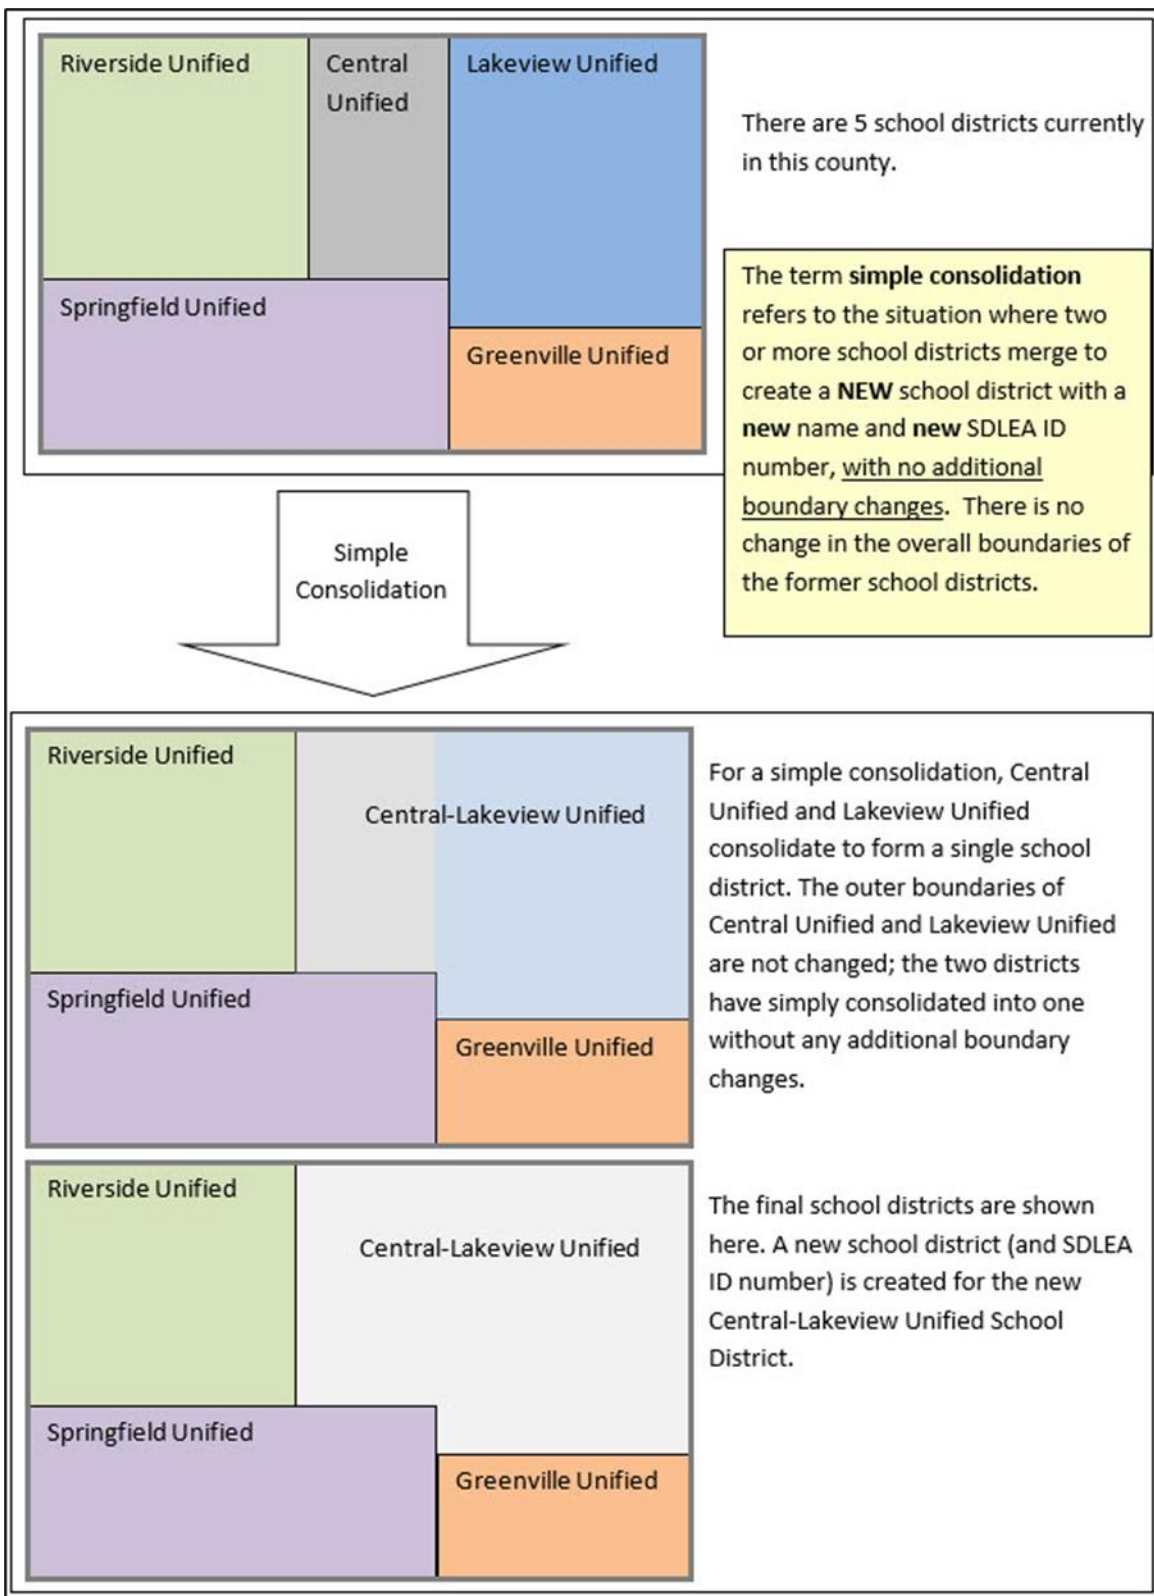 Riverside Unified
Central
Unified
Lakeview Unified
Springfield Unified
Greenville Unified
There are 5 school districts currently
in this county.
The term simple consolidation
refers to the situation where two
or more school districts merge to
create a NEW school district with a
new name and new SDLEA ID
number, with no additional
boundary changes. There is no
change in the overall boundaries of
the former school districts.
Simple
Consolidation
Riverside Unified
Central-Lakeview Unified
Springfield Unified
Greenville Unified
For a simple consolidation, Central
Unified and Lakeview Unified
consolidate to form a single school
district. The outer boundaries of
Central Unified and Lakeview Unified
are not changed; the two districts
have simply consolidated into one
without any additional boundary
changes.
Riverside Unified
Central-Lakeview Unified
Springfield Unified
Greenville Unified
The final school districts are shown
here. A new school district (and SDLEA
ID number) is created for the new
Central-Lakeview Unified School
District.